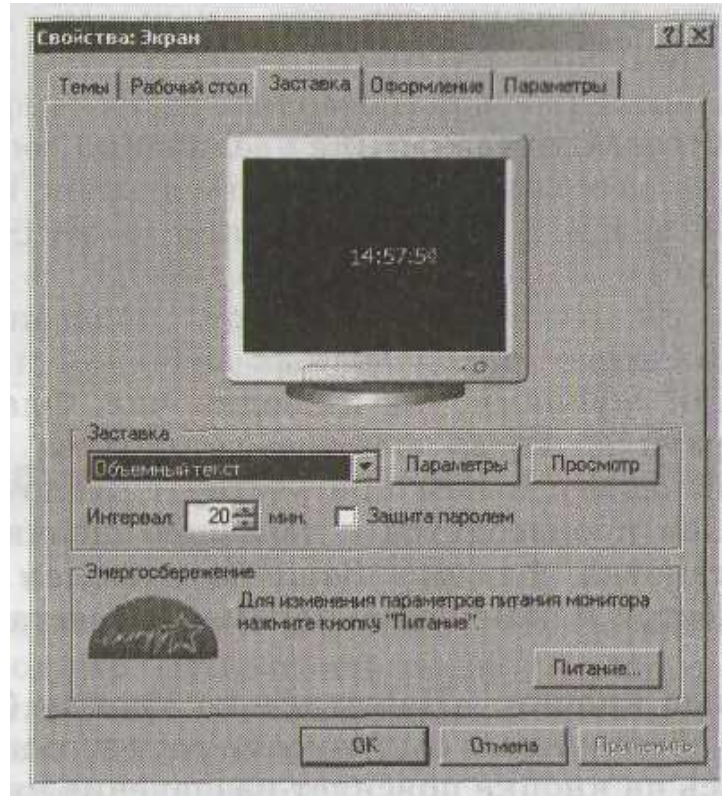 Свойства: Экран
Темы Рабочий стол Заставка Оформление Параметры
14:57:54
Заставка
Объемный текст Параметры Просмотр
Интервал: 20 мин. Защита паролем
Энергосбережение
Для изменения параметров питания монитора
нажмите кнопку "Питание".
Питание...
OK Отмена Применить